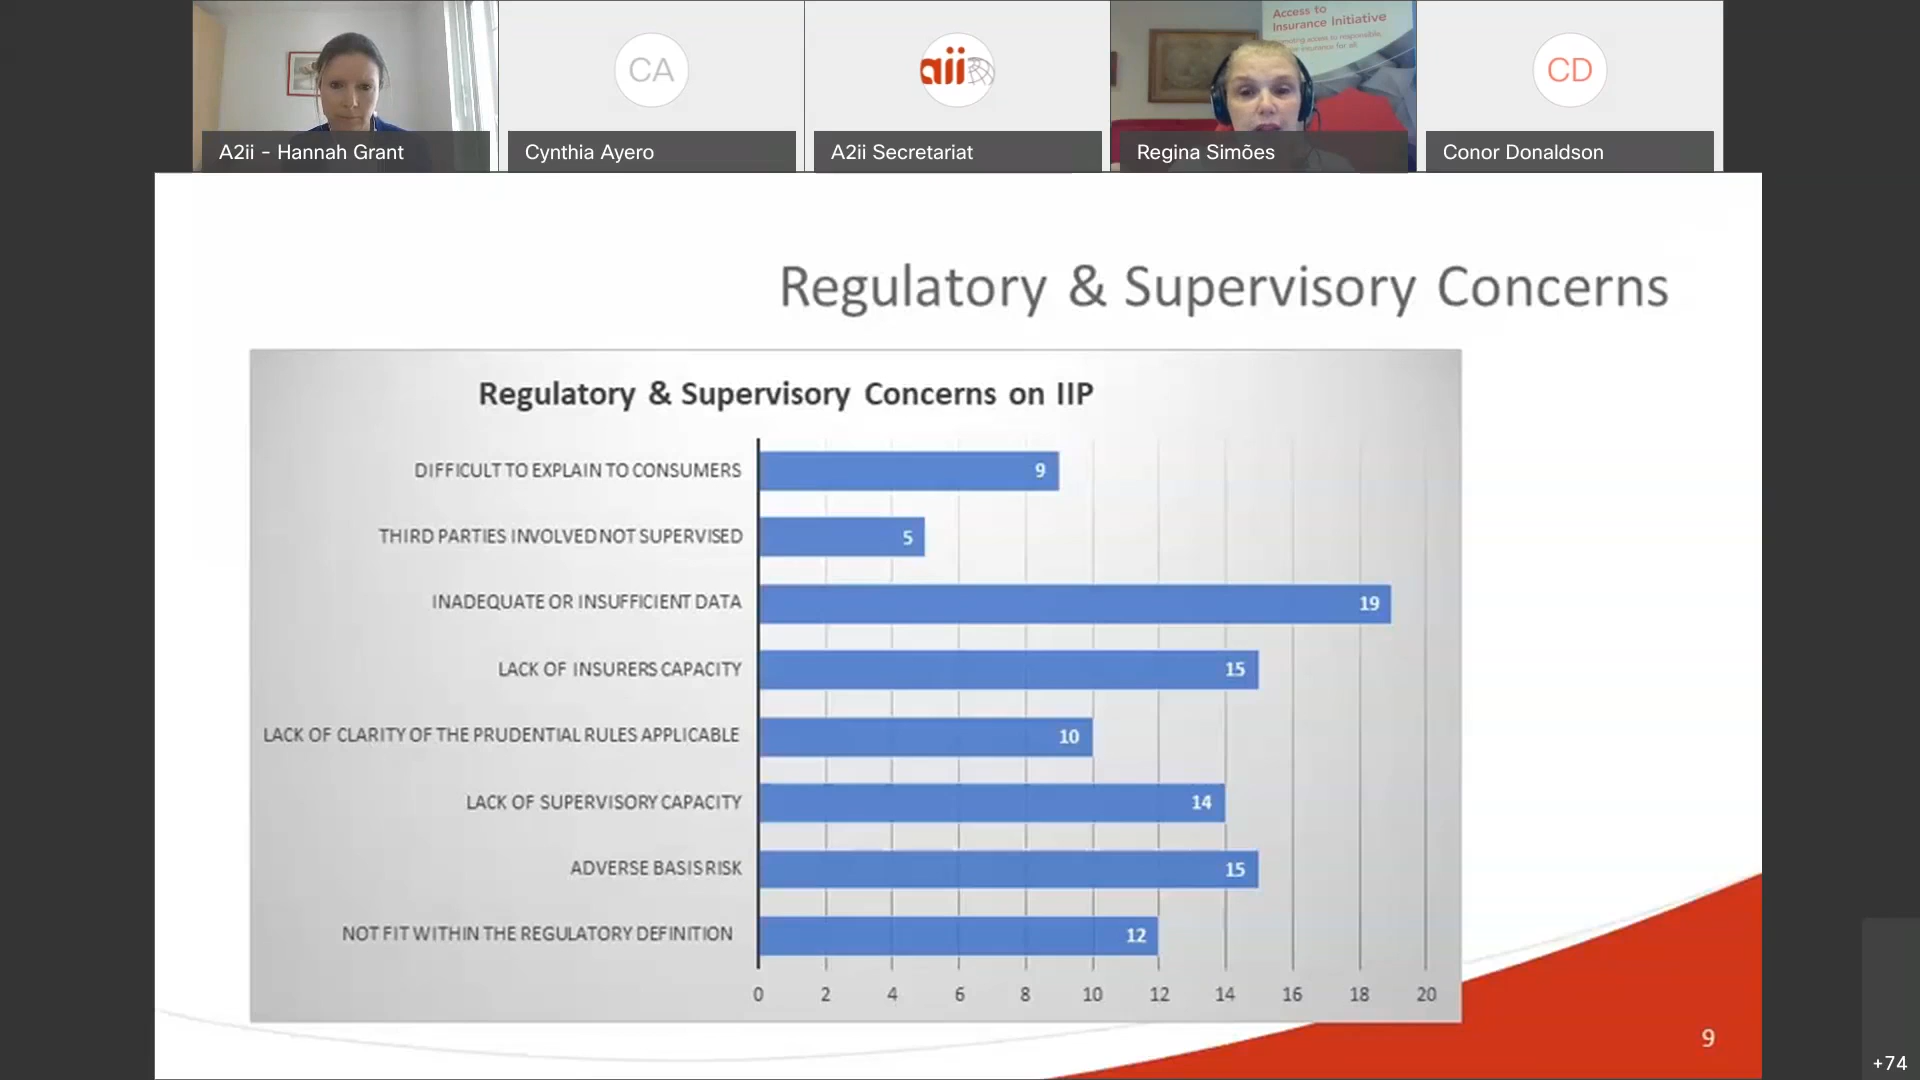 Access to
Insurance Initiative
CA
aii
CD
A2ii - Hannah Grant
Cynthia Ayero
A2ii Secretariat
Regina Simões
Conor Donaldson
Regulatory & Supervisory Concerns
Regulatory & Supervisory Concerns on IIP
DIFFICULT TO EXPLAIN TO CONSUMERS 9
THIRD PARTIES INVOLVED NOT SUPERVISED 5
INADEQUATE OR INSUFFICIENT DATA 19
LACK OF INSURERS CAPACITY 15
LACK OF CLARITY OF THE PRUDENTIAL RULES APPLICABLE 10
LACK OF SUPERVISORY CAPACITY 14
ADVERSE BASIS RISK 15
NOT FIT WITHIN THE REGULATORY DEFINITION 12
0 2 4 6 8 10 12 14 16 18 20
9
+74